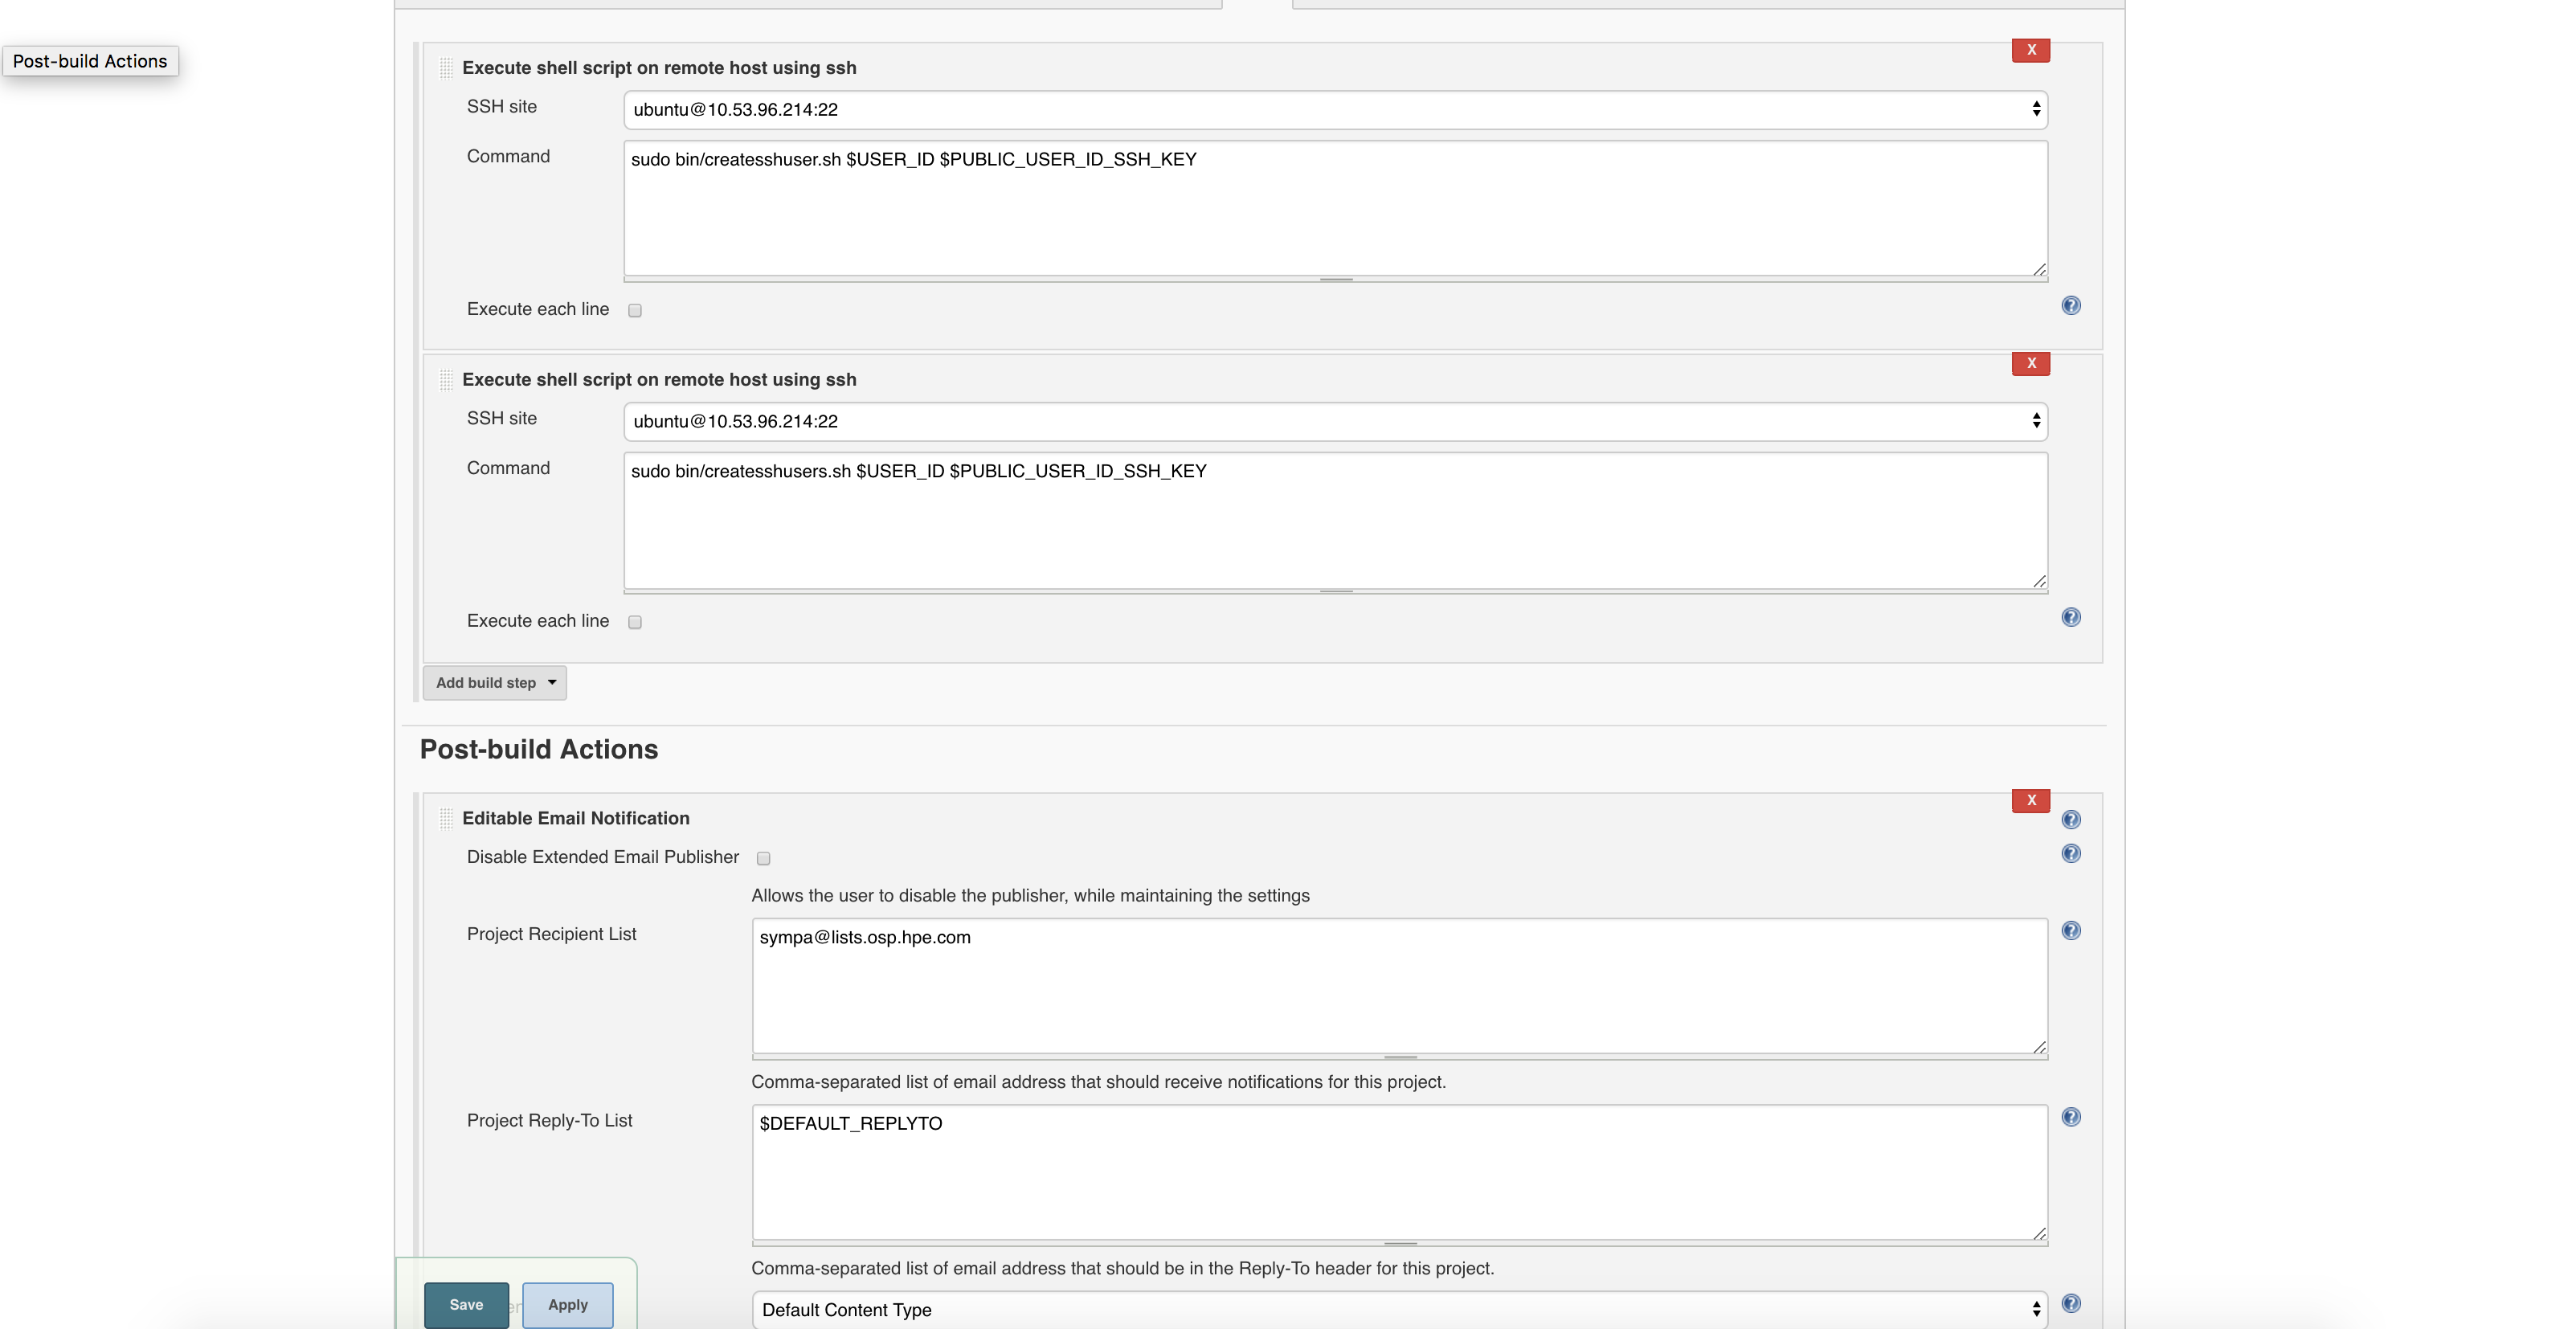 Post-build Actions
X
Execute shell script on remote host using ssh
SSH site
ubuntu@10.53.96.214:22
Command
sudo bin/createsshuser.sh $USER_ID $PUBLIC_USER_ID_SSH_KEY
Execute each line
?
X
Execute shell script on remote host using ssh
SSH site
ubuntu@10.53.96.214:22
Command
sudo bin/createsshusers.sh $USER_ID $PUBLIC_USER_ID_SSH_KEY
Execute each line
?
Add build step
Post-build Actions
X
Editable Email Notification
?
Disable Extended Email Publisher
?
Allows the user to disable the publisher, while maintaining the settings
Project Recipient List
sympa@lists.osp.hpe.com
?
Comma-separated list of email address that should receive notifications for this project.
Project Reply-To List
$DEFAULT_REPLYTO
?
Comma-separated list of email address that should be in the Reply-To header for this project.
Default Content Type
?
Save
Apply